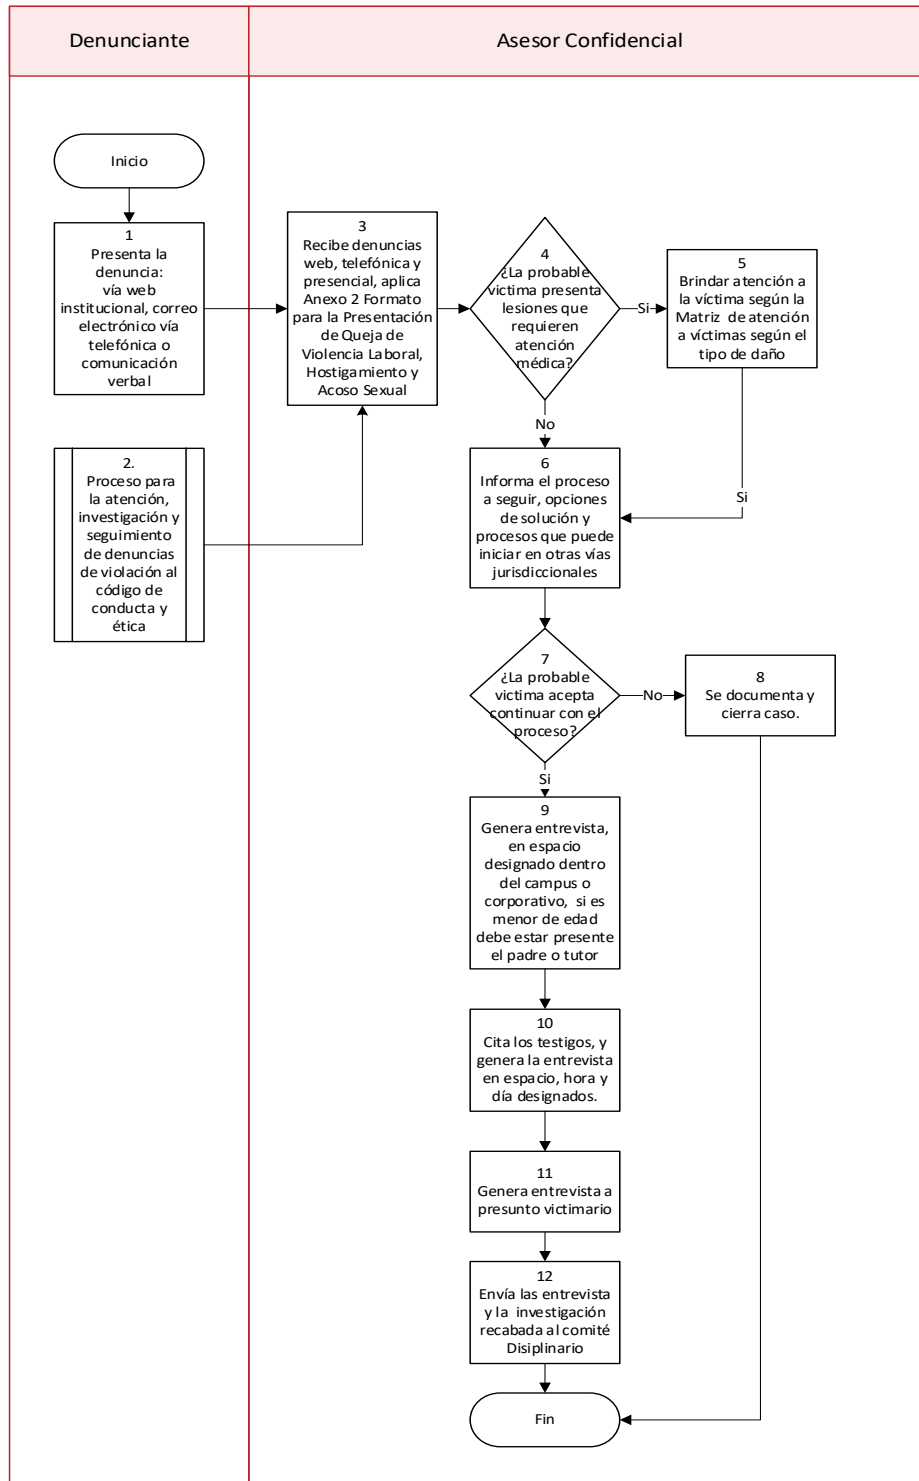 Denunciante
Asesor Confidencial
Inicio
1
Presenta la
denuncia:
vía web
institucional, correo
electrónico vía
telefónica o
comunicación
verbal
2.
Proceso para
la atención,
investigación y
seguimiento de
denuncias
de violación al
código de
conducta y
ética
3
Recibe denuncias
web, telefónica y
presencial, aplica
Anexo 2 Formato
para la Presentación
de Queja de
Violencia Laboral,
Hostigamiento y
Acoso Sexual
4
¿La probable
victima presenta
lesiones que
requieren
atención
médica?
Si
5
Brindar atención a
la víctima según la
Matriz de atención
a víctimas según el
tipo de daño
No
Si
6
Informa el proceso
a seguir, opciones
de solución y
procesos que puede
iniciar en otras vías
jurisdiccionales
7
¿La probable
victima acepta
continuar con el
proceso?
No
8
Se documenta y
cierra caso.
Si
9
Genera entrevista,
en espacio
designado dentro
del campus o
corporativo, si es
menor de edad
debe estar presente
el padre o tutor
10
Cita los testigos, y
genera la entrevista
en espacio, hora y
día designados.
11
Genera entrevista a
presunto victimario
12
Envía las entrevista
y la investigación
recabada al comité
Disiplinario
Fin